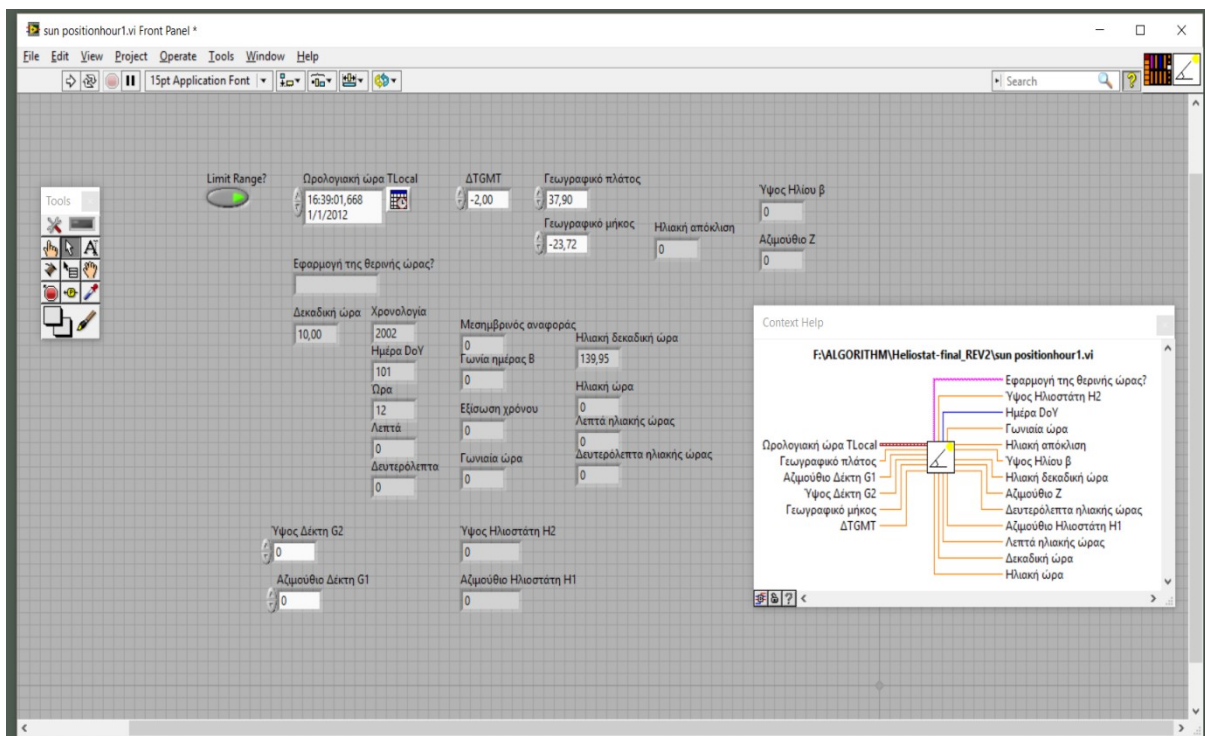 sun positionhour1.vi Front Panel *
File Edit View Project Operate Tools Window Help
15pt Application Font
Search
Tools
Limit Range?
Ωρολογιακή ώρα TLocal
16:39:01,668
1/1/2012
ΔTGMT
-2,00
Γεωγραφικό πλάτος
37,90
Γεωγραφικό μήκος
-23,72
Ηλιακή απόκλιση
0
Υψος Ηλίου β
0
Αζιμούθιο Ζ
0
Εφαρμογή της θερινής ώρας?
Δεκαδική ώρα
10,00
Χρονολογία
2002
Ημέρα DoY
101
Ώρα
12
Λεπτά
0
Δευτερόλεπτα
0
Μεσημβρινός αναφοράς
0
Γωνία ημέρας Β
0
Εξίσωση χρόνου
0
Γωνιαία ώρα
0
Ηλιακή δεκαδική ώρα
139,95
Ηλιακή ώρα
0
Λεπτά ηλιακής ώρας
0
Δευτερόλεπτα ηλιακής ώρας
0
Υψος Δέκτη G2
0
Αζιμούθιο Δέκτη G1
0
Υψος Ηλιοστάτη H2
0
Αζιμούθιο Ηλιοστάτη H1
0
Context Help
F:\ALGORITHM\Heliostat-final_REV2\sun positionhour1.vi
Ωρολογιακή ώρα TLocal
Γεωγραφικό πλάτος
Αζιμούθιο Δέκτη G1
Υψος Δέκτη G2
Γεωγραφικό μήκος
ΔTGMT
Εφαρμογή της θερινής ώρας?
Υψος Ηλιοστάτη H2
Ημέρα DoY
Γωνιαία ώρα
Ηλιακή απόκλιση
Υψος Ηλίου β
Ηλιακή δεκαδική ώρα
Αζιμούθιο Ζ
Δευτερόλεπτα ηλιακής ώρας
Αζιμούθιο Ηλιοστάτη H1
Λεπτά ηλιακής ώρας
Δεκαδική ώρα
Ηλιακή ώρα